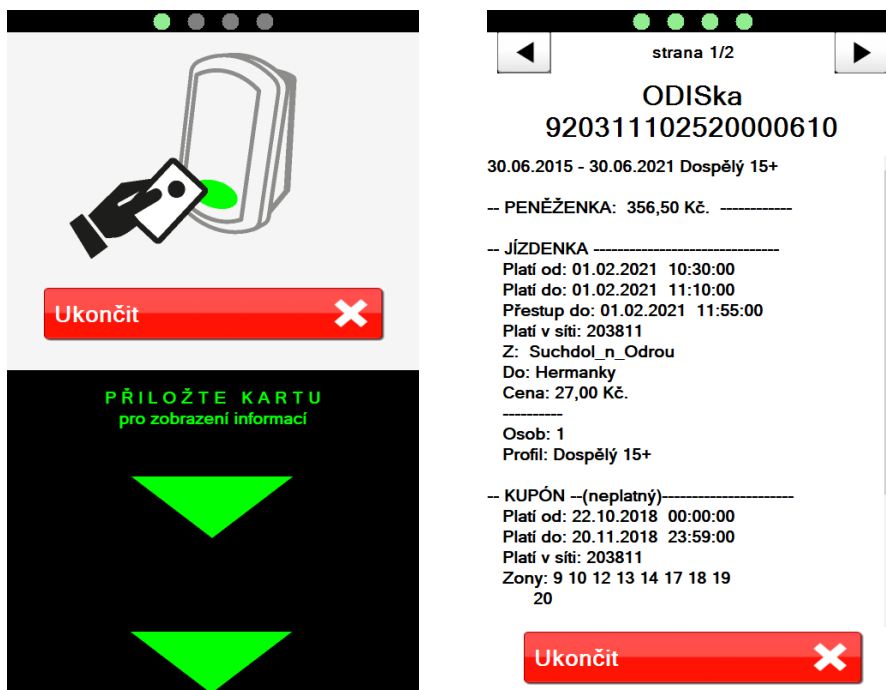 Ukončit
PŘILOŽTE KARTU
pro zobrazení informací
strana 1/2
ODISka
920311102520000610
30.06.2015 - 30.06.2021 Dospělý 15+
-- PENĚŽENKA: 356,50 Kč. ------------
-- JÍZDENKA -------------------------------
Platí od: 01.02.2021 10:30:00
Platí do: 01.02.2021 11:10:00
Přestup do: 01.02.2021 11:55:00
Platí v síti: 203811
Z: Suchdol_n_Odrou
Do: Hermanky
Cena: 27,00 Kč.
----------
Osob: 1
Profil: Dospělý 15+
-- KUPÓN --(neplatný)----------------------
Platí od: 22.10.2018 00:00:00
Platí do: 20.11.2018 23:59:00
Platí v síti: 203811
Zony: 9 10 12 13 14 17 18 19
20
Ukončit